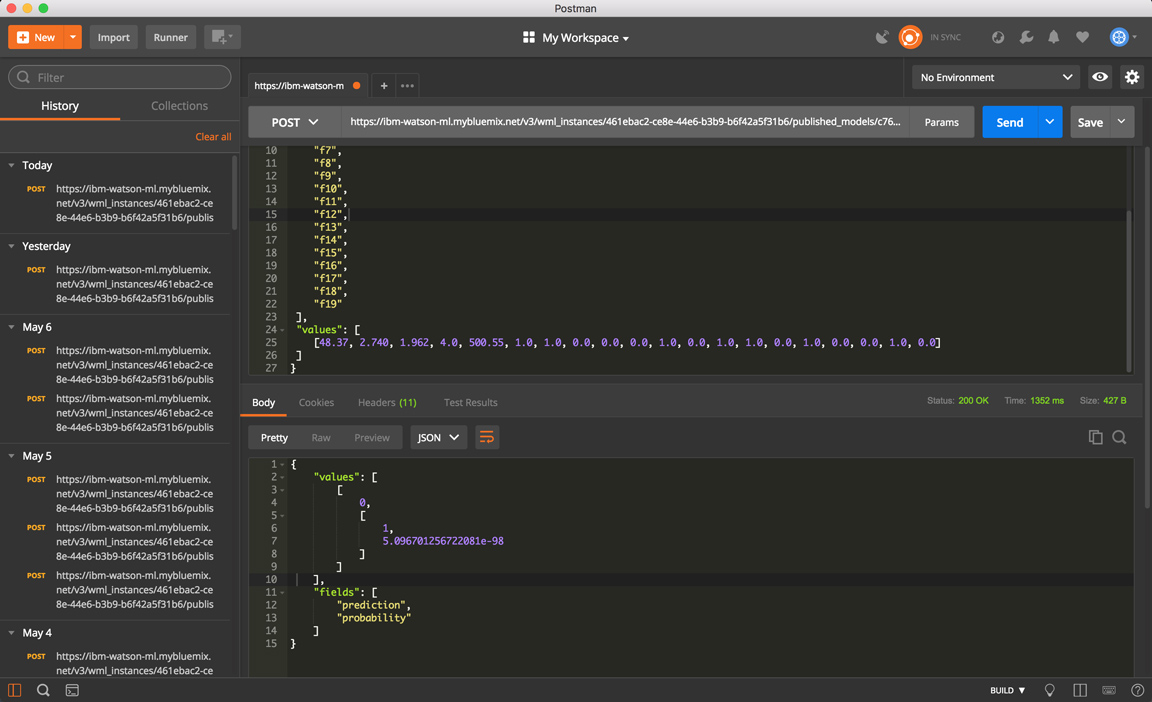 Postman
New
Import
Runner
My Workspace
IN SYNC
Filter
History
Collections
Clear all
Today
POST https://ibm-watson-ml.mybluemix.
net/v3/wml_instances/461ebac2-ce
8e-44e6-b3b9-b6f42a5f31b6/publis
Yesterday
POST https://ibm-watson-ml.mybluemix.
net/v3/wml_instances/461ebac2-ce
8e-44e6-b3b9-b6f42a5f31b6/publis
May 6
POST https://ibm-watson-ml.mybluemix.
net/v3/wml_instances/461ebac2-ce
8e-44e6-b3b9-b6f42a5f31b6/publis
POST https://ibm-watson-ml.mybluemix.
net/v3/wml_instances/461ebac2-ce
8e-44e6-b3b9-b6f42a5f31b6/publis
May 5
POST https://ibm-watson-ml.mybluemix.
net/v3/wml_instances/461ebac2-ce
8e-44e6-b3b9-b6f42a5f31b6/publis
POST https://ibm-watson-ml.mybluemix.
net/v3/wml_instances/461ebac2-ce
8e-44e6-b3b9-b6f42a5f31b6/publis
POST https://ibm-watson-ml.mybluemix.
net/v3/wml_instances/461ebac2-ce
8e-44e6-b3b9-b6f42a5f31b6/publis
May 4
POST https://ibm-watson-ml.mybluemix.
net/v3/wml_instances/461ebac2-ce
https://ibm-watson-m
No Environment
POST https://ibm-watson-ml.mybluemix.net/v3/wml_instances/461ebac2-ce8e-44e6-b3b9-b6f42a5f31b6/published_models/c76... Params Send Save
10 "f7",
11 "f8",
12 "f9",
13 "f10",
14 "f11",
15 "f12",
16 "f13",
17 "f14",
18 "f15",
19 "f16",
20 "f17",
21 "f18",
22 "f19"
23 ],
24 "values": [
25 [48.37, 2.740, 1.962, 4.0, 500.55, 1.0, 1.0, 0.0, 0.0, 0.0, 1.0, 0.0, 1.0, 1.0, 0.0, 1.0, 0.0, 0.0, 1.0, 0.0]
26 ]
27 }
Body Cookies Headers (11) Test Results Status: 200 OK Time: 1352 ms Size: 427 B
Pretty Raw Preview JSON
1 {
2 "values": [
3 [
4 0,
5 [
6 1,
7 5.096701256722081e-98
8 ]
9 ]
10 ],
11 "fields": [
12 "prediction",
13 "probability"
14 ]
15 }
BUILD